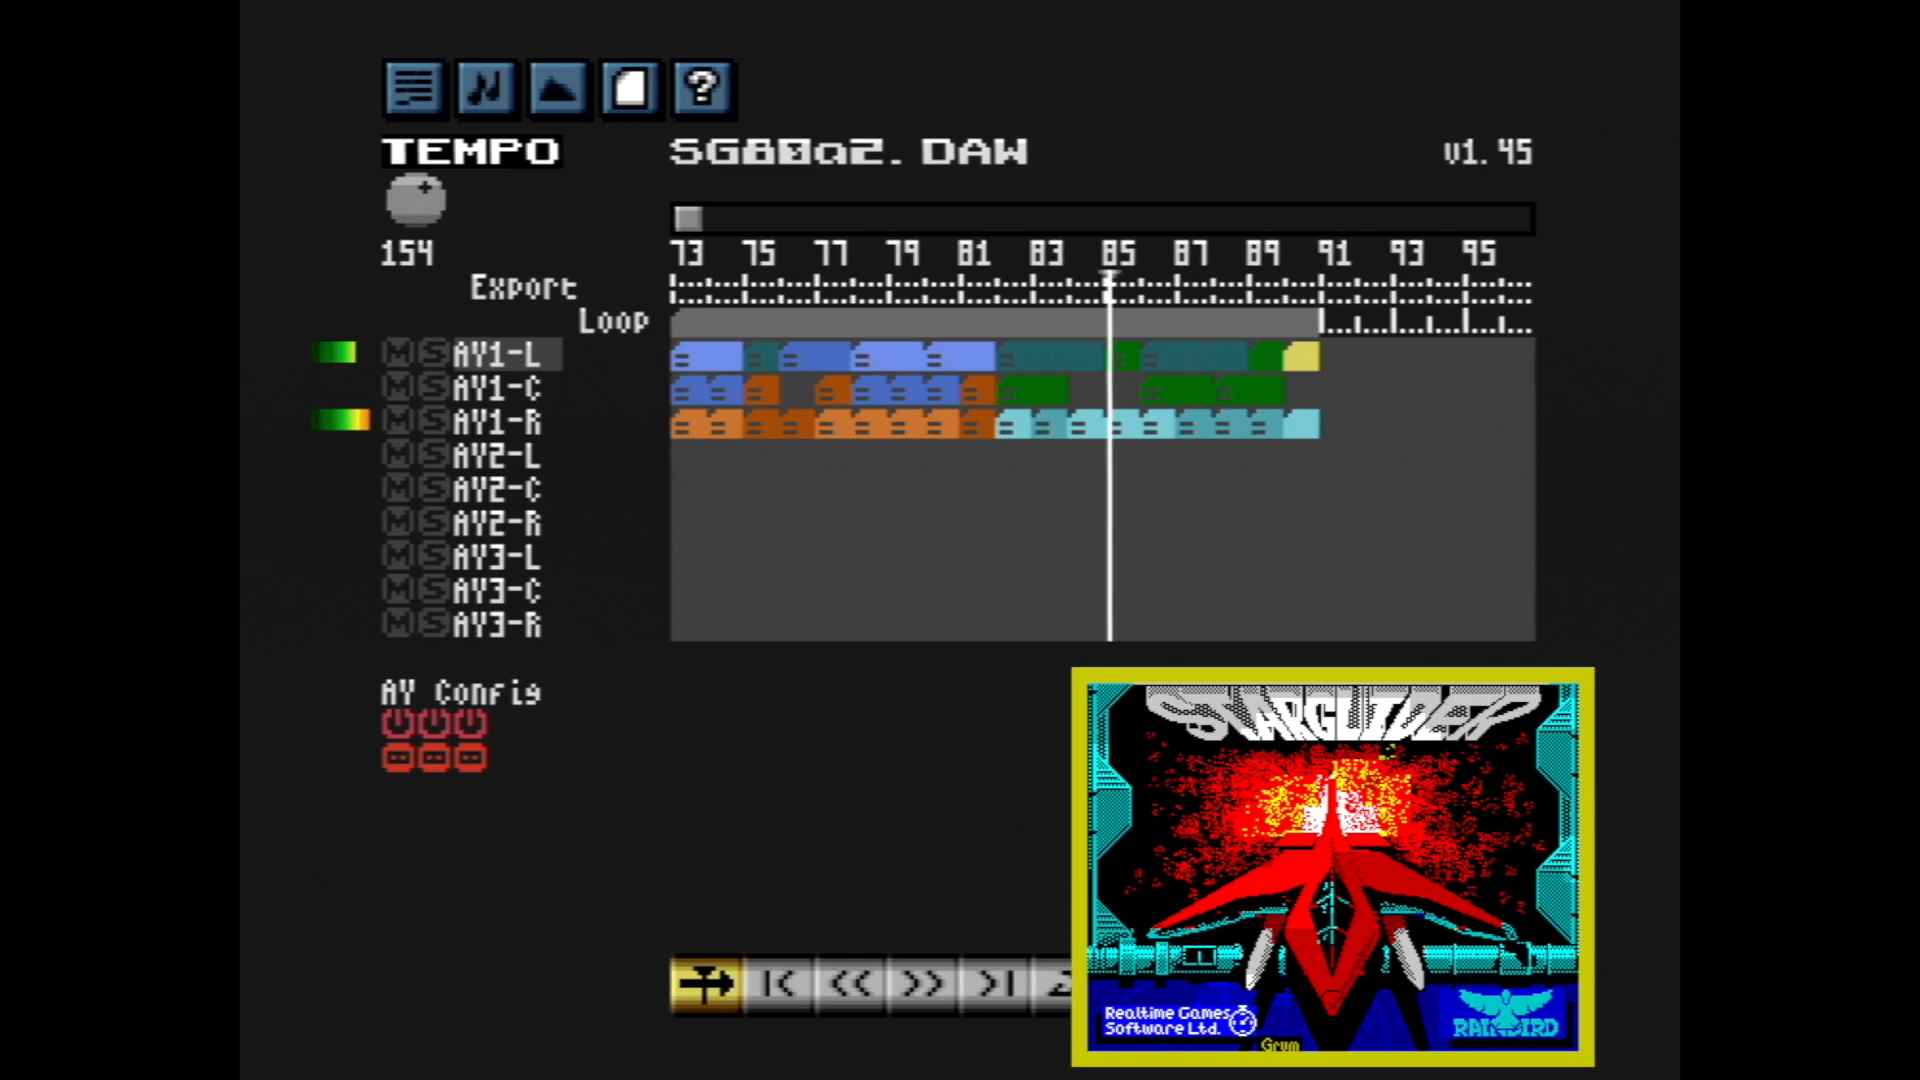 ?
TEMPO
SG80a2.DAW
v1.45
154
73 75 77 79 81 83 85 87 89 91 93 95
Export
Loop
M S AY1-L
M S AY1-C
M S AY1-R
M S AY2-L
M S AY2-C
M S AY2-R
M S AY3-L
M S AY3-C
M S AY3-R
AY Config
STARGLIDER
Realtime Games
Software Ltd.
RAINBIRD
Grym